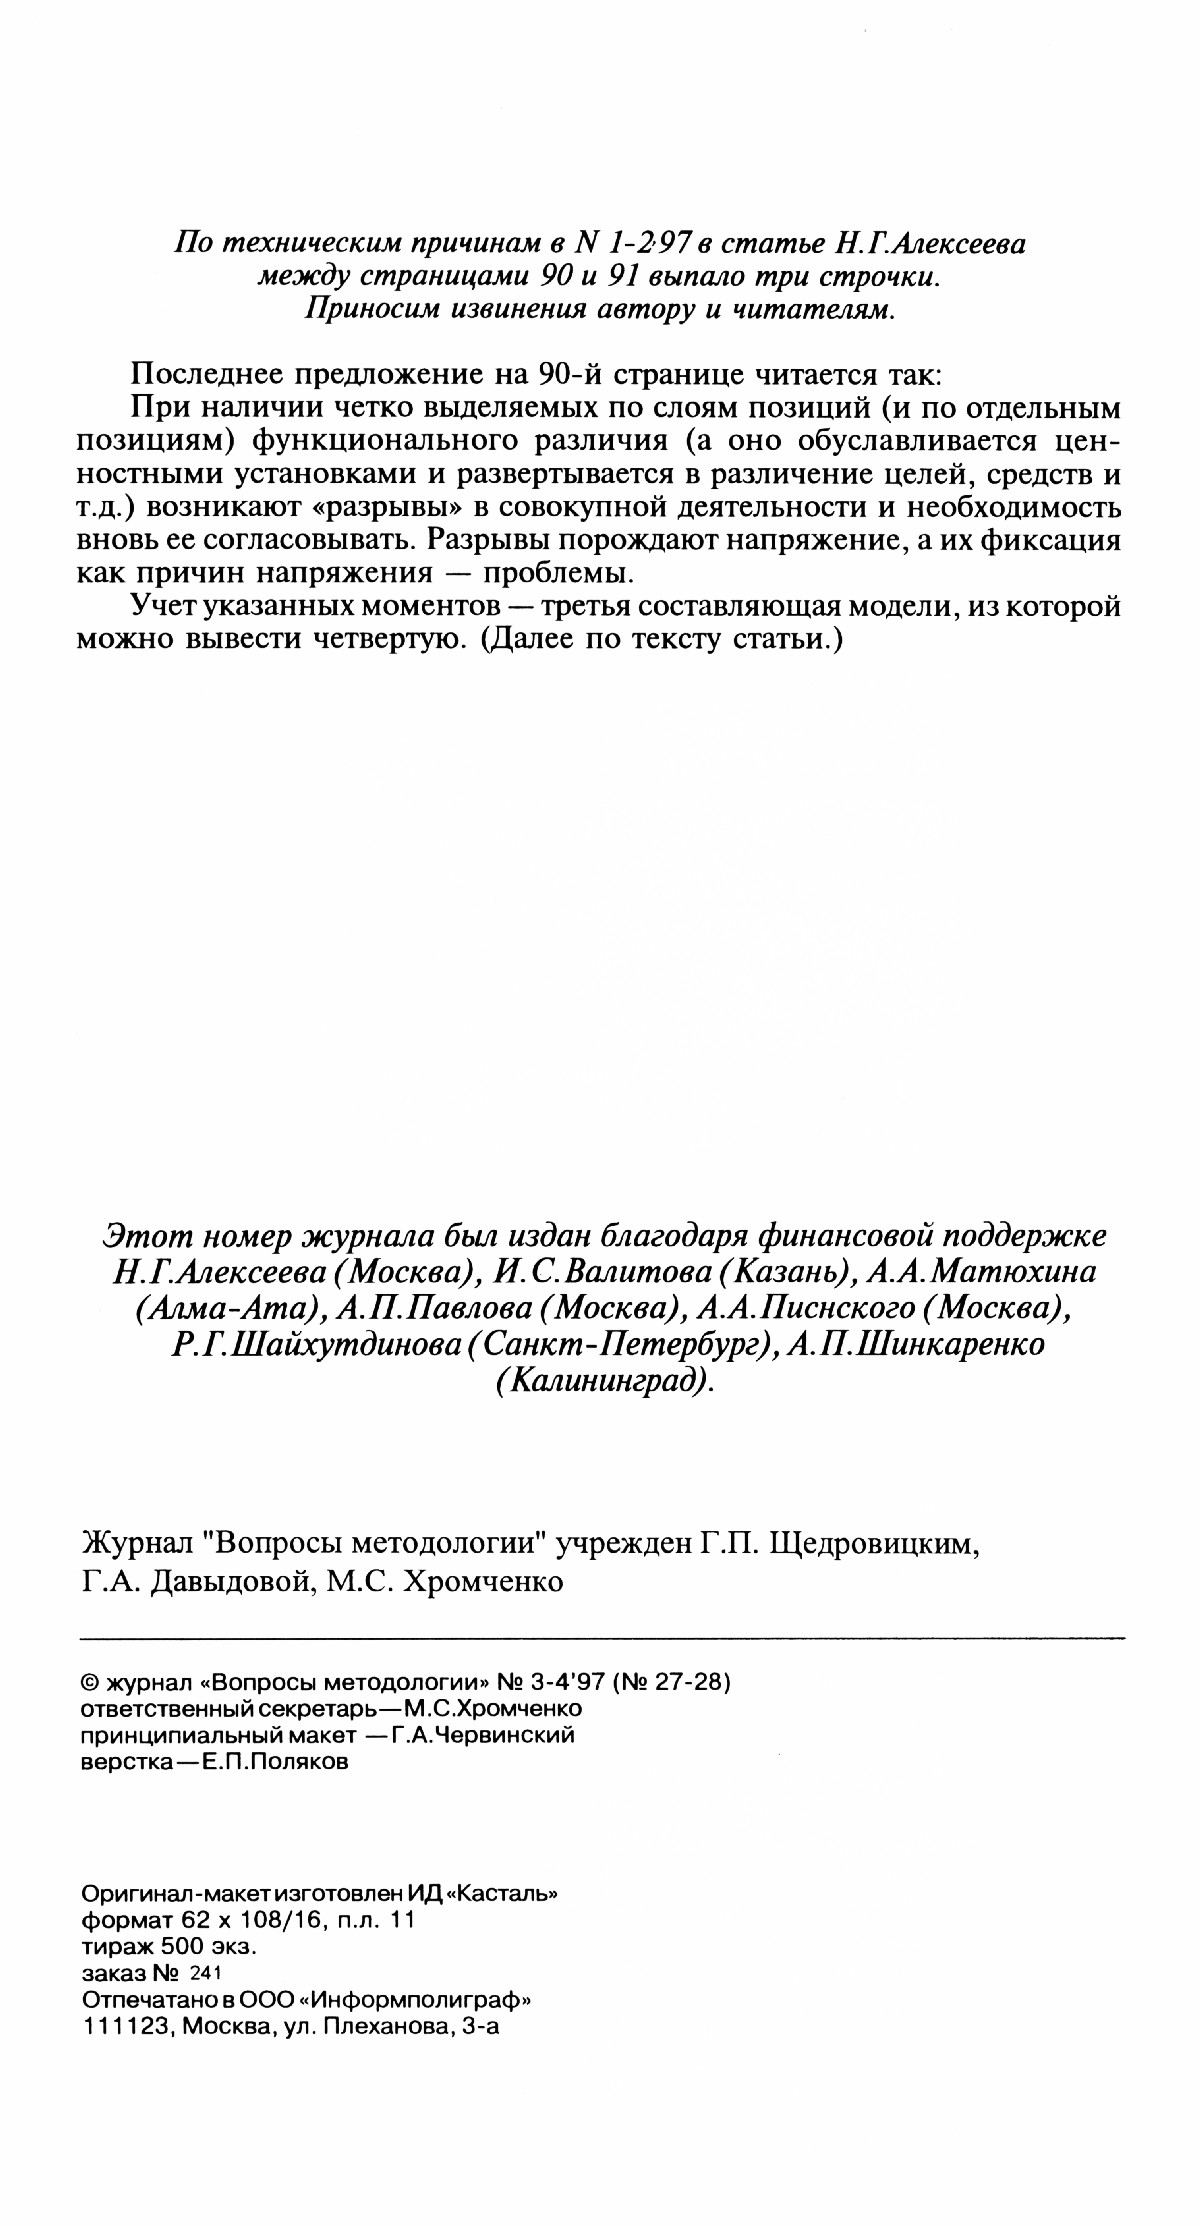 По техническим причинам в N 1-2'97 в статье Н.Г.Алексеева
между страницами 90 и 91 выпало три строчки.
Приносим извинения автору и читателям.
Последнее предложение на 90-й странице читается так:
При наличии четко выделяемых по слоям позиций (и по отдельным
позициям) функционального различия (а оно обуславливается цен-
ностными установками и развертывается в различение целей, средств и
т.д.) возникают «разрывы» в совокупной деятельности и необходимость
вновь ее согласовывать. Разрывы порождают напряжение, а их фиксация
как причин напряжения — проблемы.
Учет указанных моментов — третья составляющая модели, из которой
можно вывести четвертую. (Далее по тексту статьи.)
Этот номер журнала был издан благодаря финансовой поддержке
Н.Г.Алексеева (Москва), И.С.Валитова (Казань), А.А.Матюхина
(Алма-Ата), А.П.Павлова (Москва), А.А.Писнского (Москва),
Р.Г.Шайхутдинова (Санкт-Петербург), А.П.Шинкаренко
(Калининград).
Журнал "Вопросы методологии" учрежден Г.П. Щедровицким,
Г.А. Давыдовой, М.С. Хромченко
© журнал «Вопросы методологии» № 3-4'97 (№ 27-28)
ответственный секретарь—М.С.Хромченко
принципиальный макет —Г.А.Червинский
верстка—Е.П.Поляков
Оригинал-макет изготовлен ИД «Касталь»
формат 62 х 108/16, п.л. 11
тираж 500 экз.
заказ № 241
Отпечатано в ООО «Информполиграф»
111123, Москва, ул. Плеханова, 3-а